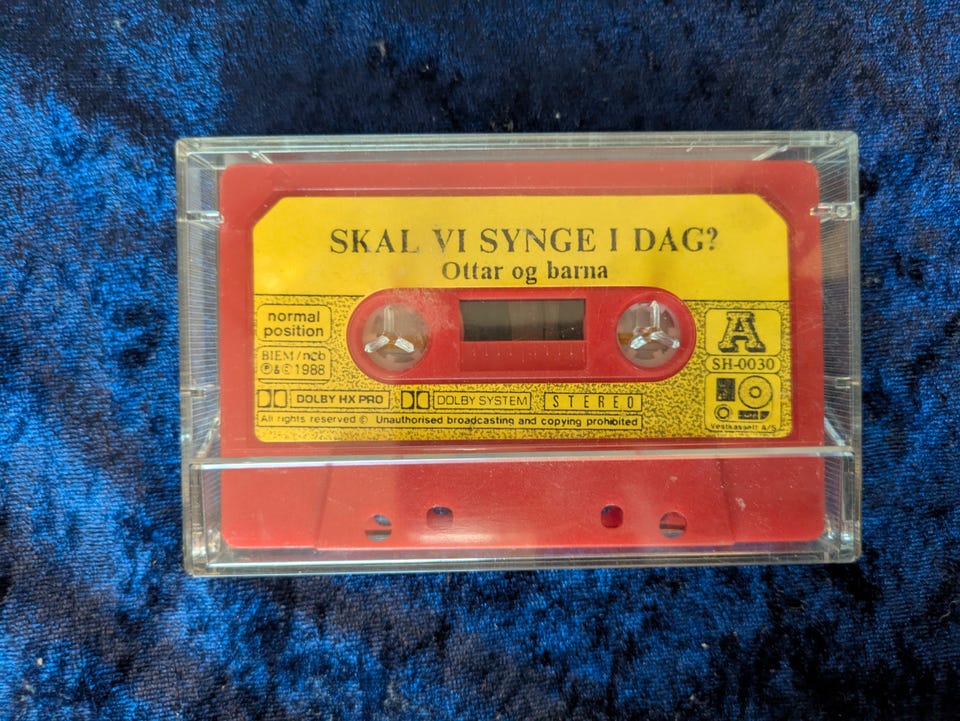 SKAL VI SYNGE I DAG?
Ottar og barna
normal
position
BIEM/ncb
Ⓟ & © 1988
A
SH-0030
DOLBY HX PRO DOLBY SYSTEM STEREO
All rights reserved © Unauthorised broadcasting and copying prohibited
Vestkassett A/S